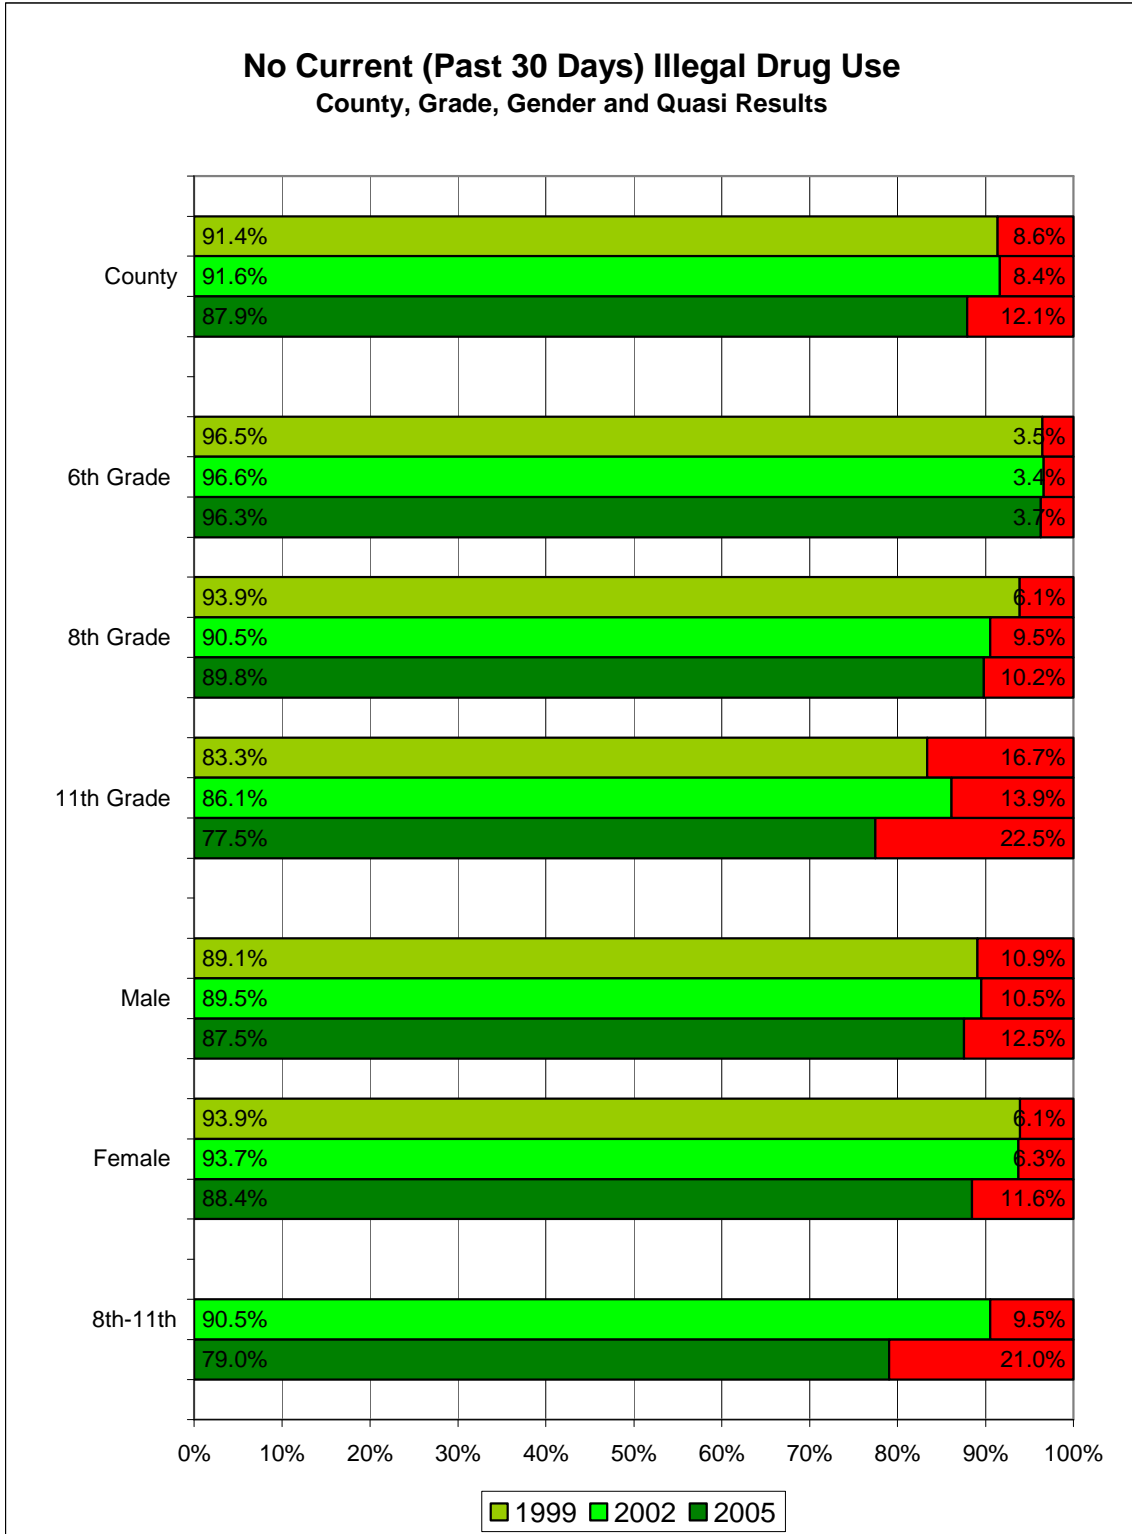 No Current (Past 30 Days) Illegal Drug Use
County, Grade, Gender and Quasi Results
County
91.4% 8.6%
91.6% 8.4%
87.9% 12.1%
6th Grade
96.5% 3.5%
96.6% 3.4%
96.3% 3.7%
8th Grade
93.9% 6.1%
90.5% 9.5%
89.8% 10.2%
11th Grade
83.3% 16.7%
86.1% 13.9%
77.5% 22.5%
Male
89.1% 10.9%
89.5% 10.5%
87.5% 12.5%
Female
93.9% 6.1%
93.7% 6.3%
88.4% 11.6%
8th-11th
90.5% 9.5%
79.0% 21.0%
0% 10% 20% 30% 40% 50% 60% 70% 80% 90% 100%
1999 2002 2005